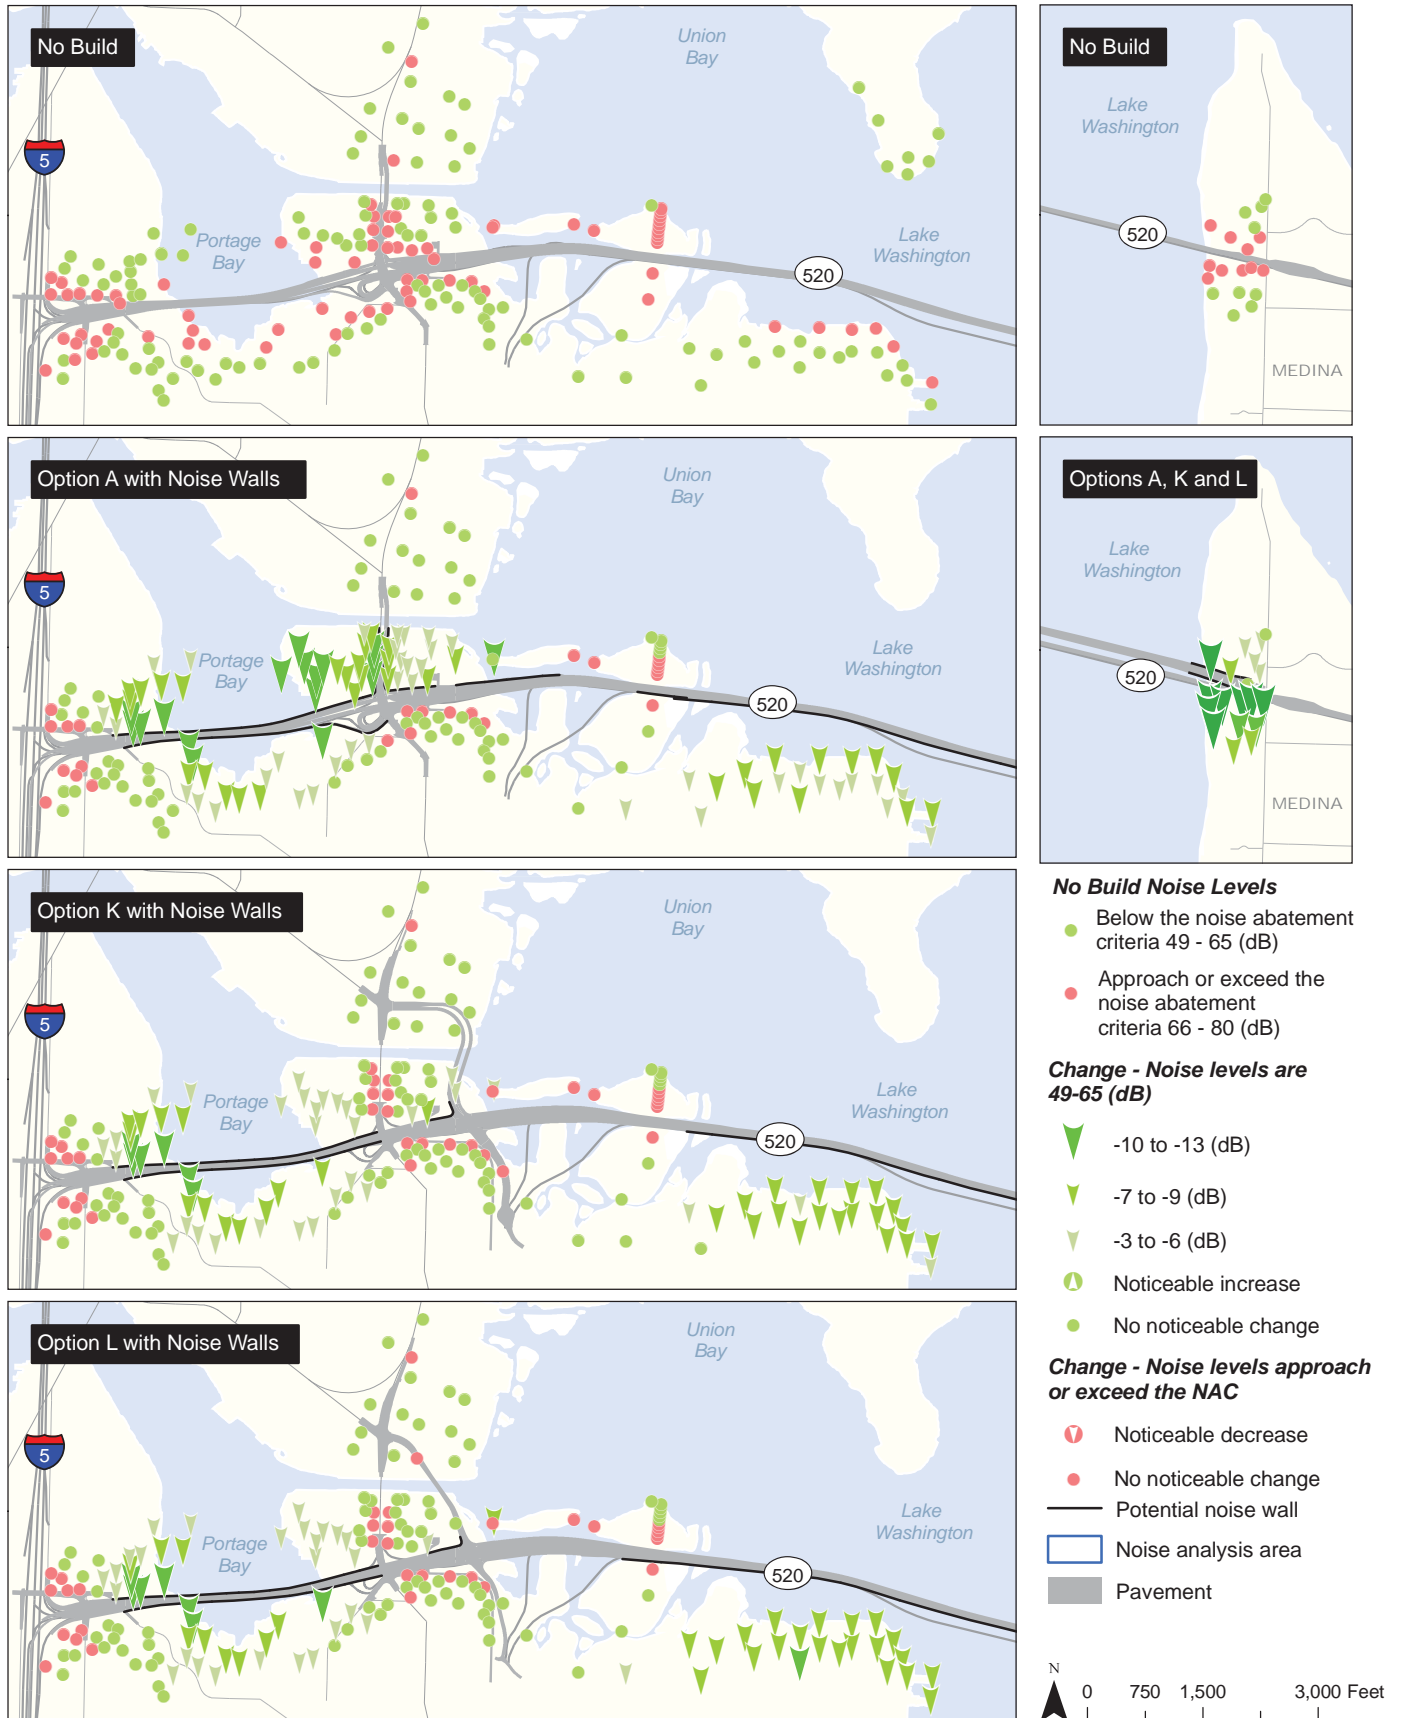 No Build
Union
Bay
5
Portage
Bay
Lake
Washington
520
No Build
Lake
Washington
520
MEDINA
Option A with Noise Walls
Union
Bay
5
Portage
Bay
Lake
Washington
520
Options A, K and L
Lake
Washington
520
MEDINA
Option K with Noise Walls
Union
Bay
5
Portage
Bay
Lake
Washington
520
Option L with Noise Walls
Union
Bay
5
Portage
Bay
Lake
Washington
520
No Build Noise Levels
Below the noise abatement
criteria 49 - 65 (dB)
Approach or exceed the
noise abatement
criteria 66 - 80 (dB)
Change - Noise levels are
49-65 (dB)
-10 to -13 (dB)
-7 to -9 (dB)
-3 to -6 (dB)
Noticeable increase
No noticeable change
Change - Noise levels approach
or exceed the NAC
Noticeable decrease
No noticeable change
Potential noise wall
Noise analysis area
Pavement
N
0 750 1,500 3,000 Feet